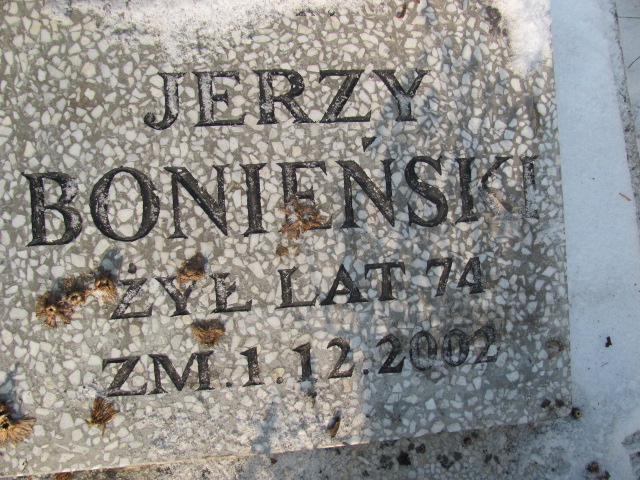 JERZY
BONIEŃSKI
ŻYŁ LAT 74
ZM.1.12.2002